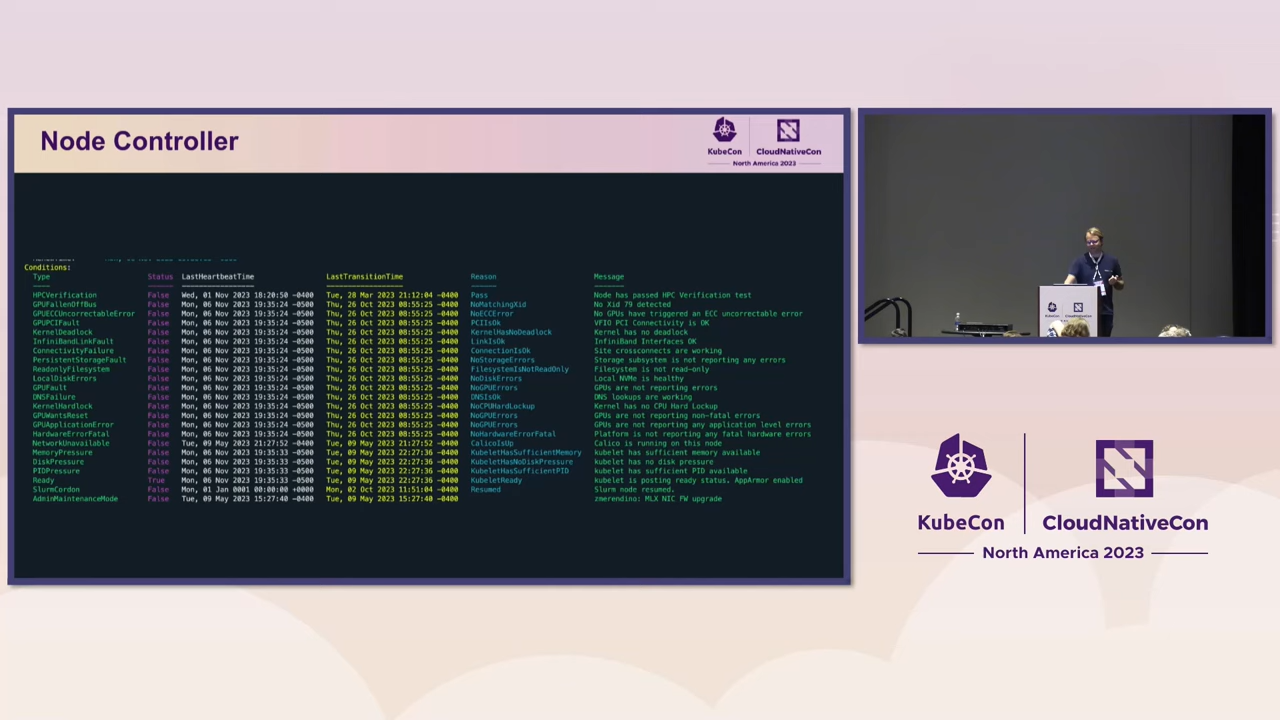 Node Controller
KubeCon
CloudNativeCon
North America 2023
Conditions:
Type Status LastHeartbeatTime LastTransitionTime Reason Message
HPCVerification False Wed, 01 Nov 2023 18:20:50 -0400 Tue, 28 Mar 2023 21:12:04 -0400 Pass Node has passed HPC Verification test
GPUFallenOffBus False Mon, 06 Nov 2023 19:35:24 -0500 Thu, 26 Oct 2023 08:55:25 -0400 NoMatchingXid No Xid 79 detected
GPUECCUncorrectableError False Mon, 06 Nov 2023 19:35:24 -0500 Thu, 26 Oct 2023 08:55:25 -0400 NoECCError No GPUs have triggered an ECC uncorrectable error
GPUPCIFault False Mon, 06 Nov 2023 19:35:24 -0500 Thu, 26 Oct 2023 08:55:25 -0400 PCIIsOk VFIO PCI Connectivity is OK
KernelDeadlock False Mon, 06 Nov 2023 19:35:24 -0500 Thu, 26 Oct 2023 08:55:25 -0400 KernelHasNoDeadlock Kernel has no deadlock
InfiniBandLinkFault False Mon, 06 Nov 2023 19:35:24 -0500 Thu, 26 Oct 2023 08:55:25 -0400 LinkIsOk InfiniBand Interfaces OK
ConnectivityFailure False Mon, 06 Nov 2023 19:35:24 -0500 Thu, 26 Oct 2023 08:55:25 -0400 ConnectionIsOk Site crossconnects are working
PersistentStorageFault False Mon, 06 Nov 2023 19:35:24 -0500 Thu, 26 Oct 2023 08:55:25 -0400 NoStorageErrors Storage subsystem is not reporting any errors
ReadonlyFilesystem False Mon, 06 Nov 2023 19:35:24 -0500 Thu, 26 Oct 2023 08:55:25 -0400 FilesystemIsNotReadOnly Filesystem is not read-only
LocalDiskErrors False Mon, 06 Nov 2023 19:35:24 -0500 Thu, 26 Oct 2023 08:55:25 -0400 NoDiskErrors Local NVMe is healthy
GPUFault False Mon, 06 Nov 2023 19:35:24 -0500 Thu, 26 Oct 2023 08:55:25 -0400 NoGPUErrors GPUs are not reporting errors
DNSFailure False Mon, 06 Nov 2023 19:35:24 -0500 Thu, 26 Oct 2023 08:55:25 -0400 DNSIsOk DNS lookups are working
KernelHardlock False Mon, 06 Nov 2023 19:35:24 -0500 Thu, 26 Oct 2023 08:55:25 -0400 NoCPUHardLockup Kernel has no CPU Hard Lockup
GPUWantsReset False Mon, 06 Nov 2023 19:35:24 -0500 Thu, 26 Oct 2023 08:55:25 -0400 NoGPUErrors GPUs are not reporting non-fatal errors
GPUApplicationError False Mon, 06 Nov 2023 19:35:24 -0500 Thu, 26 Oct 2023 08:55:25 -0400 NoGPUErrors GPUs are not reporting any application level errors
HardwareErrorFatal False Mon, 06 Nov 2023 19:35:24 -0500 Thu, 26 Oct 2023 08:55:25 -0400 NoHardwareErrorFatal Platform is not reporting any fatal hardware errors
NetworkUnavailable False Tue, 09 May 2023 21:27:52 -0400 Tue, 09 May 2023 21:27:52 -0400 CalicoIsUp Calico is running on this node
MemoryPressure False Mon, 06 Nov 2023 19:35:33 -0500 Tue, 09 May 2023 22:27:36 -0400 KubeletHasSufficientMemory kubelet has sufficient memory available
DiskPressure False Mon, 06 Nov 2023 19:35:33 -0500 Tue, 09 May 2023 22:27:36 -0400 KubeletHasNoDiskPressure kubelet has no disk pressure
PIDPressure False Mon, 06 Nov 2023 19:35:33 -0500 Tue, 09 May 2023 22:27:36 -0400 KubeletHasSufficientPID kubelet has sufficient PID available
Ready True Mon, 06 Nov 2023 19:35:33 -0500 Tue, 09 May 2023 22:27:36 -0400 KubeletReady kubelet is posting ready status. AppArmor enabled
SlurmCordon False Mon, 01 Jan 0001 00:00:00 +0000 Mon, 02 Oct 2023 11:51:04 -0400 Resumed Slurm node resumed.
AdminMaintenanceMode False Tue, 09 May 2023 15:27:40 -0400 Tue, 09 May 2023 15:27:40 -0400 zmerendino: MLX NIC FW upgrade
KubeCon
CloudNativeCon
North America 2023